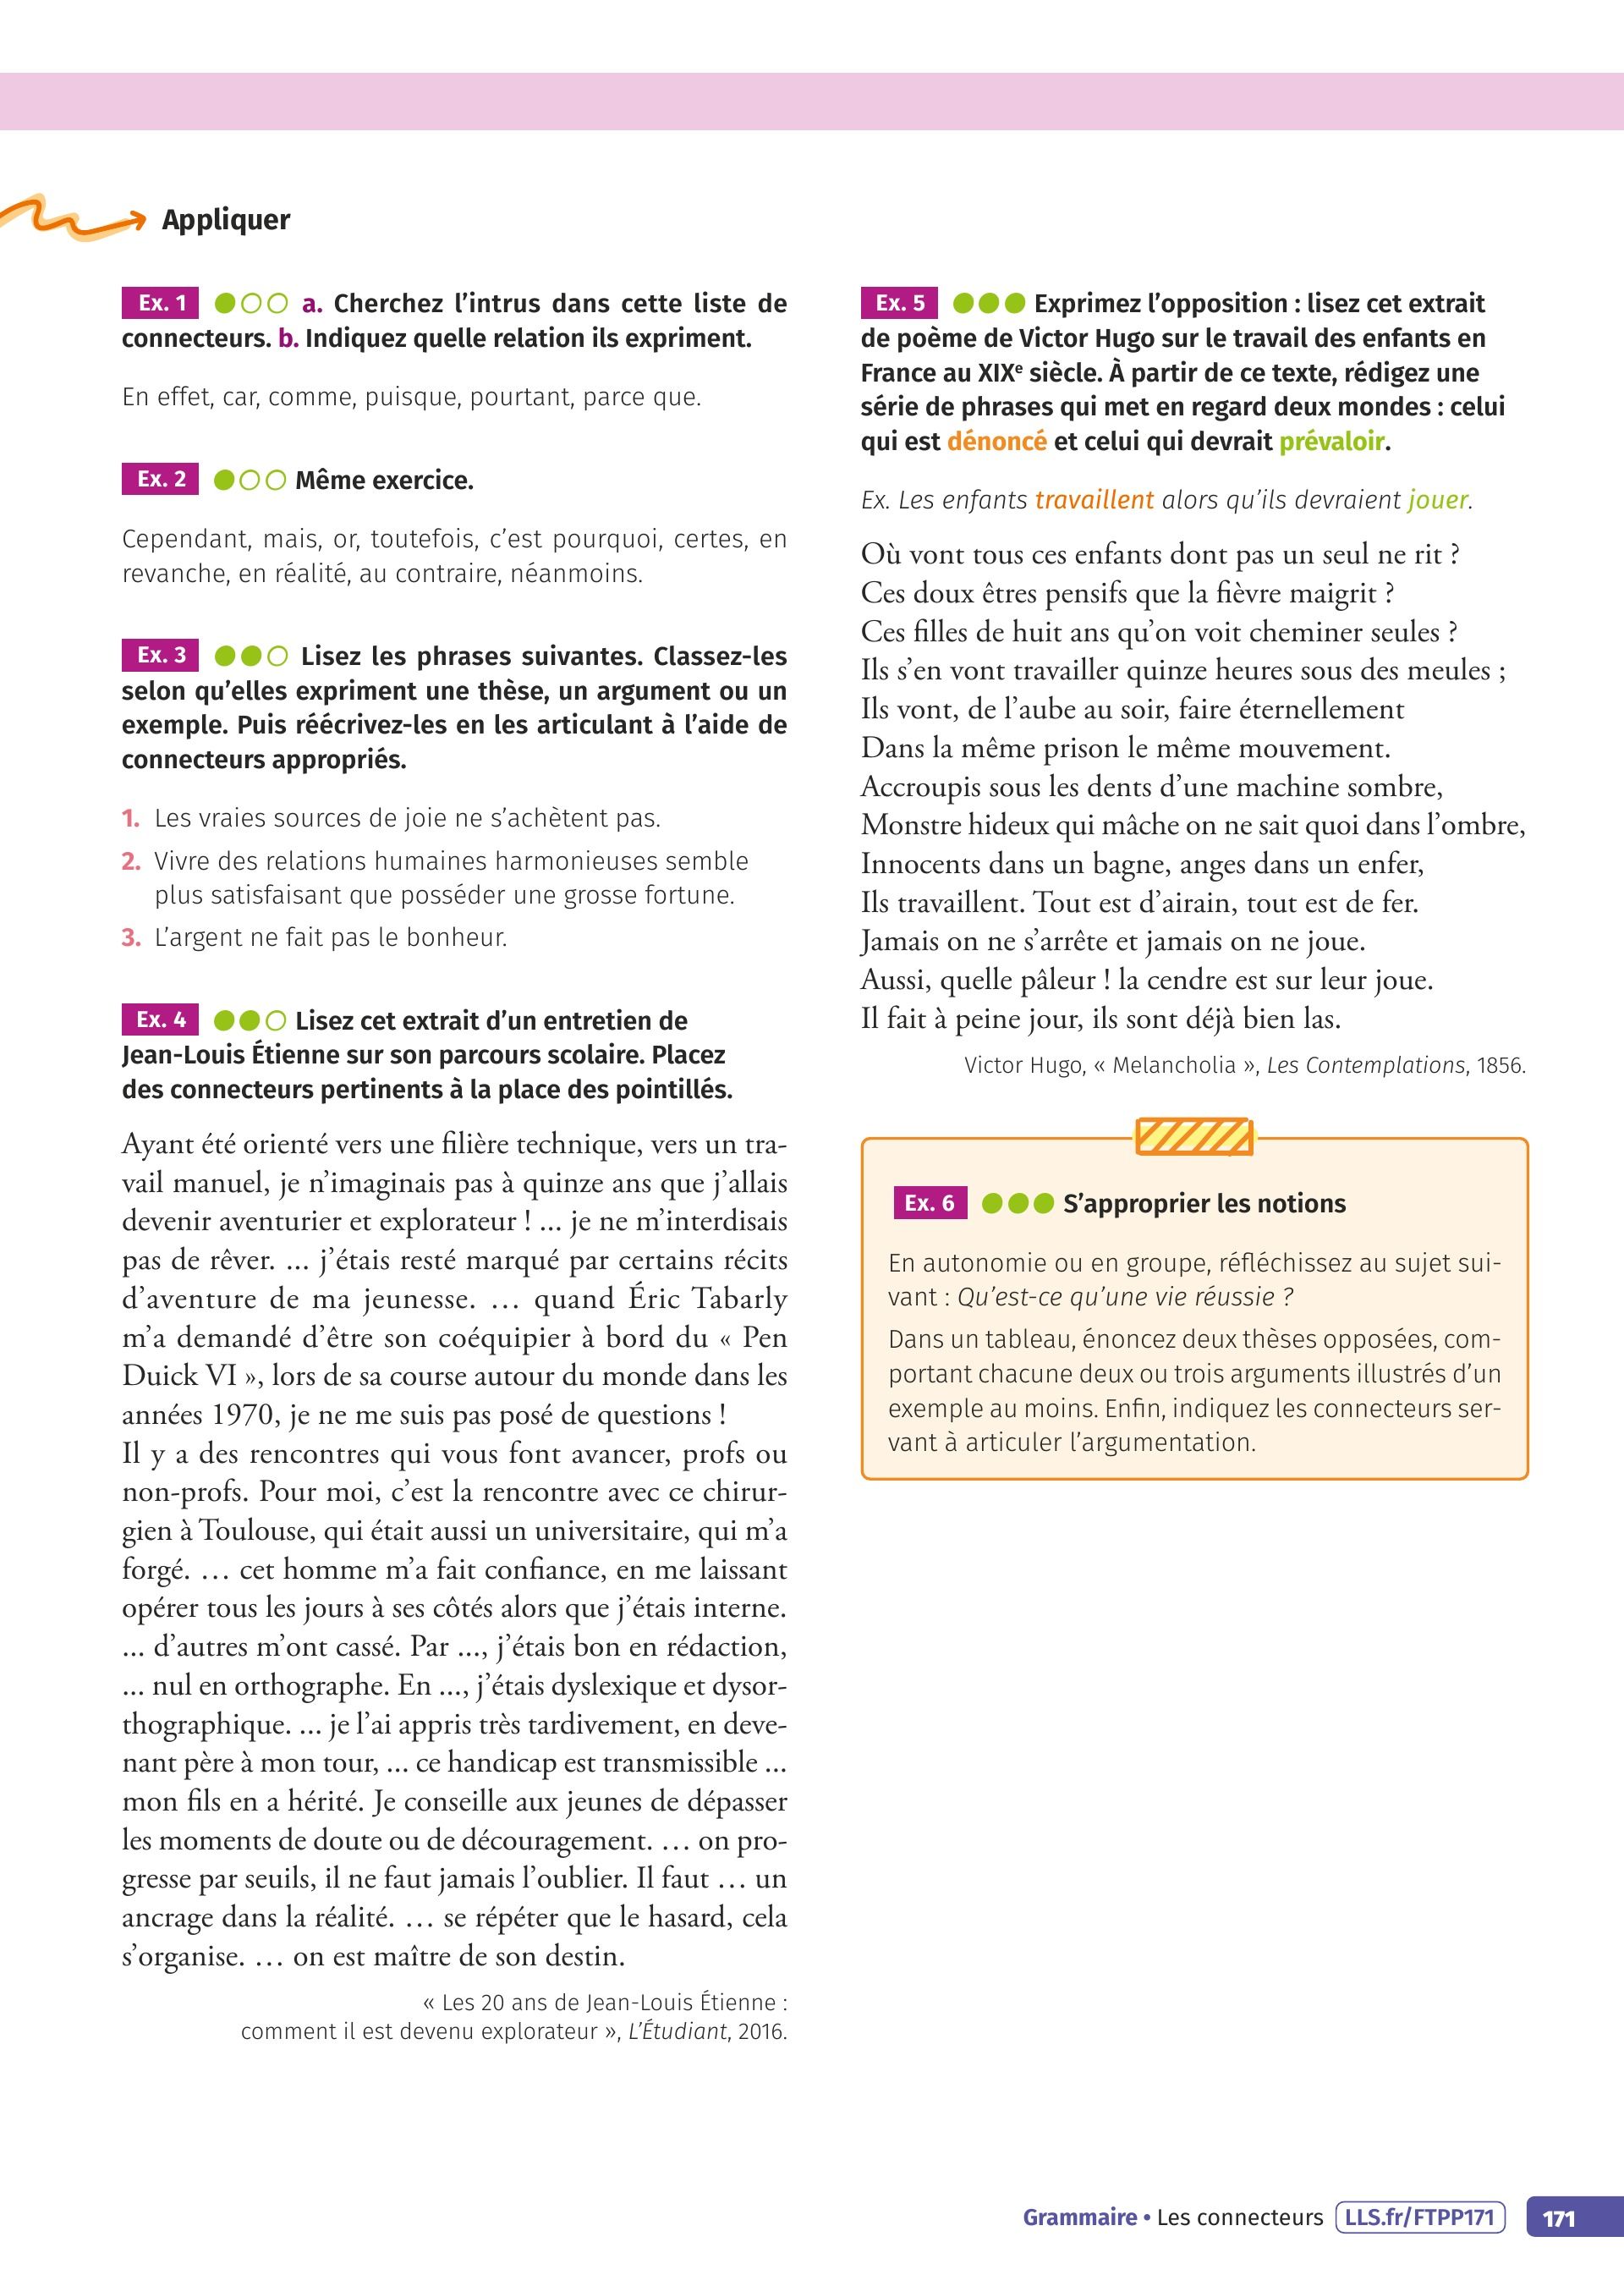 Appliquer
Ex. 1 a. Cherchez l’intrus dans cette liste de
connecteurs. b. Indiquez quelle relation ils expriment.
En effet, car, comme, puisque, pourtant, parce que.
Ex. 2 Même exercice.
Cependant, mais, or, toutefois, c’est pourquoi, certes, en
revanche, en réalité, au contraire, néanmoins.
Ex. 3 Lisez les phrases suivantes. Classez-les
selon qu’elles expriment une thèse, un argument ou un
exemple. Puis réécrivez-les en les articulant à l’aide de
connecteurs appropriés.
1. Les vraies sources de joie ne s’achètent pas.
2. Vivre des relations humaines harmonieuses semble
plus satisfaisant que posséder une grosse fortune.
3. L’argent ne fait pas le bonheur.
Ex. 4 Lisez cet extrait d’un entretien de
Jean-Louis Étienne sur son parcours scolaire. Placez
des connecteurs pertinents à la place des pointillés.
Ayant été orienté vers une filière technique, vers un tra-
vail manuel, je n’imaginais pas à quinze ans que j’allais
devenir aventurier et explorateur ! ... je ne m’interdisais
pas de rêver. ... j’étais resté marqué par certains récits
d’aventure de ma jeunesse. … quand Éric Tabarly
m’a demandé d’être son coéquipier à bord du « Pen
Duick VI », lors de sa course autour du monde dans les
années 1970, je ne me suis pas posé de questions !
Il y a des rencontres qui vous font avancer, profs ou
non-profs. Pour moi, c’est la rencontre avec ce chirur-
gien à Toulouse, qui était aussi un universitaire, qui m’a
forgé. … cet homme m’a fait confiance, en me laissant
opérer tous les jours à ses côtés alors que j’étais interne.
... d’autres m’ont cassé. Par ..., j’étais bon en rédaction,
... nul en orthographe. En ..., j’étais dyslexique et dysor-
thographique. ... je l’ai appris très tardivement, en deve-
nant père à mon tour, ... ce handicap est transmissible ...
mon fils en a hérité. Je conseille aux jeunes de dépasser
les moments de doute ou de découragement. … on pro-
gresse par seuils, il ne faut jamais l’oublier. Il faut … un
ancrage dans la réalité. … se répéter que le hasard, cela
s’organise. … on est maître de son destin.
« Les 20 ans de Jean-Louis Étienne :
comment il est devenu explorateur », L’Étudiant, 2016.
Ex. 5 Exprimez l’opposition : lisez cet extrait
de poème de Victor Hugo sur le travail des enfants en
France au XIXe siècle. À partir de ce texte, rédigez une
série de phrases qui met en regard deux mondes : celui
qui est dénoncé et celui qui devrait prévaloir.
Ex. Les enfants travaillent alors qu’ils devraient jouer.
Où vont tous ces enfants dont pas un seul ne rit ?
Ces doux êtres pensifs que la fièvre maigrit ?
Ces filles de huit ans qu’on voit cheminer seules ?
Ils s’en vont travailler quinze heures sous des meules ;
Ils vont, de l’aube au soir, faire éternellement
Dans la même prison le même mouvement.
Accroupis sous les dents d’une machine sombre,
Monstre hideux qui mâche on ne sait quoi dans l’ombre,
Innocents dans un bagne, anges dans un enfer,
Ils travaillent. Tout est d’airain, tout est de fer.
Jamais on ne s’arrête et jamais on ne joue.
Aussi, quelle pâleur ! la cendre est sur leur joue.
Il fait à peine jour, ils sont déjà bien las.
Victor Hugo, « Melancholia », Les Contemplations, 1856.
Ex. 6 S’approprier les notions
En autonomie ou en groupe, réfléchissez au sujet sui-
vant : Qu’est-ce qu’une vie réussie ?
Dans un tableau, énoncez deux thèses opposées, com-
portant chacune deux ou trois arguments illustrés d’un
exemple au moins. Enfin, indiquez les connecteurs ser-
vant à articuler l’argumentation.
Grammaire • Les connecteurs LLS.fr/FTPP171 171